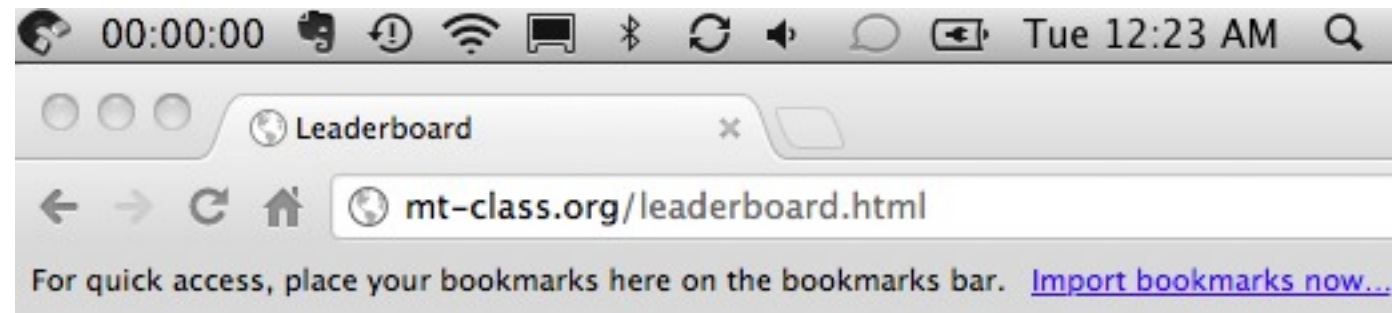 00:00:00 Tue 12:23 AM
Leaderboard
mt-class.org/leaderboard.html
For quick access, place your bookmarks here on the bookmarks bar. Import bookmarks now...